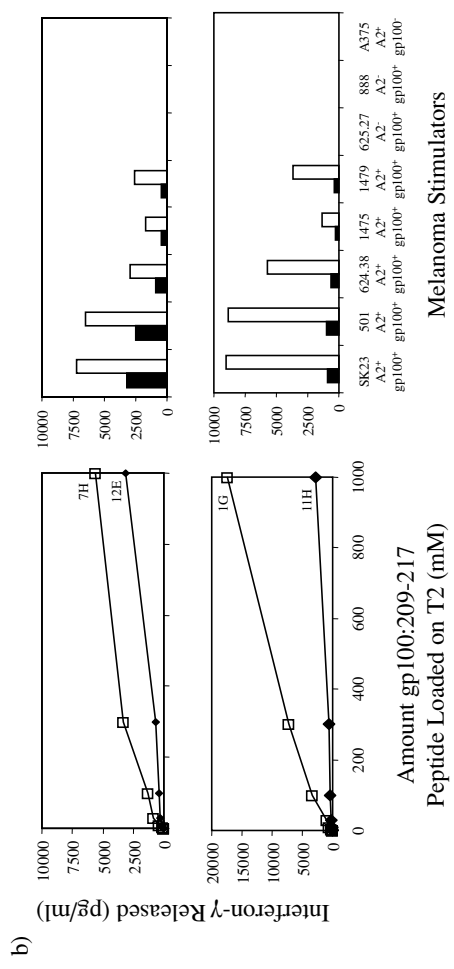 b)
Interferon-γ Released (pg/ml)
10000
7500
5000
2500
0
7H
12E
10000
7500
5000
2500
0
20000
15000
10000
5000
0
1G
11H
0
200
400
600
800
1000
Amount gp100:209-217
Peptide Loaded on T2 (mM)
10000
7500
5000
2500
0
SK23 501 624.38 1475 1479 625.27 888 A375
A2⁺ A2⁺ A2⁺ A2⁺ A2⁺ A2⁻ A2⁻ A2⁺
gp100⁺ gp100⁺ gp100⁺ gp100⁺ gp100⁺ gp100⁺ gp100⁺ gp100⁻
Melanoma Stimulators